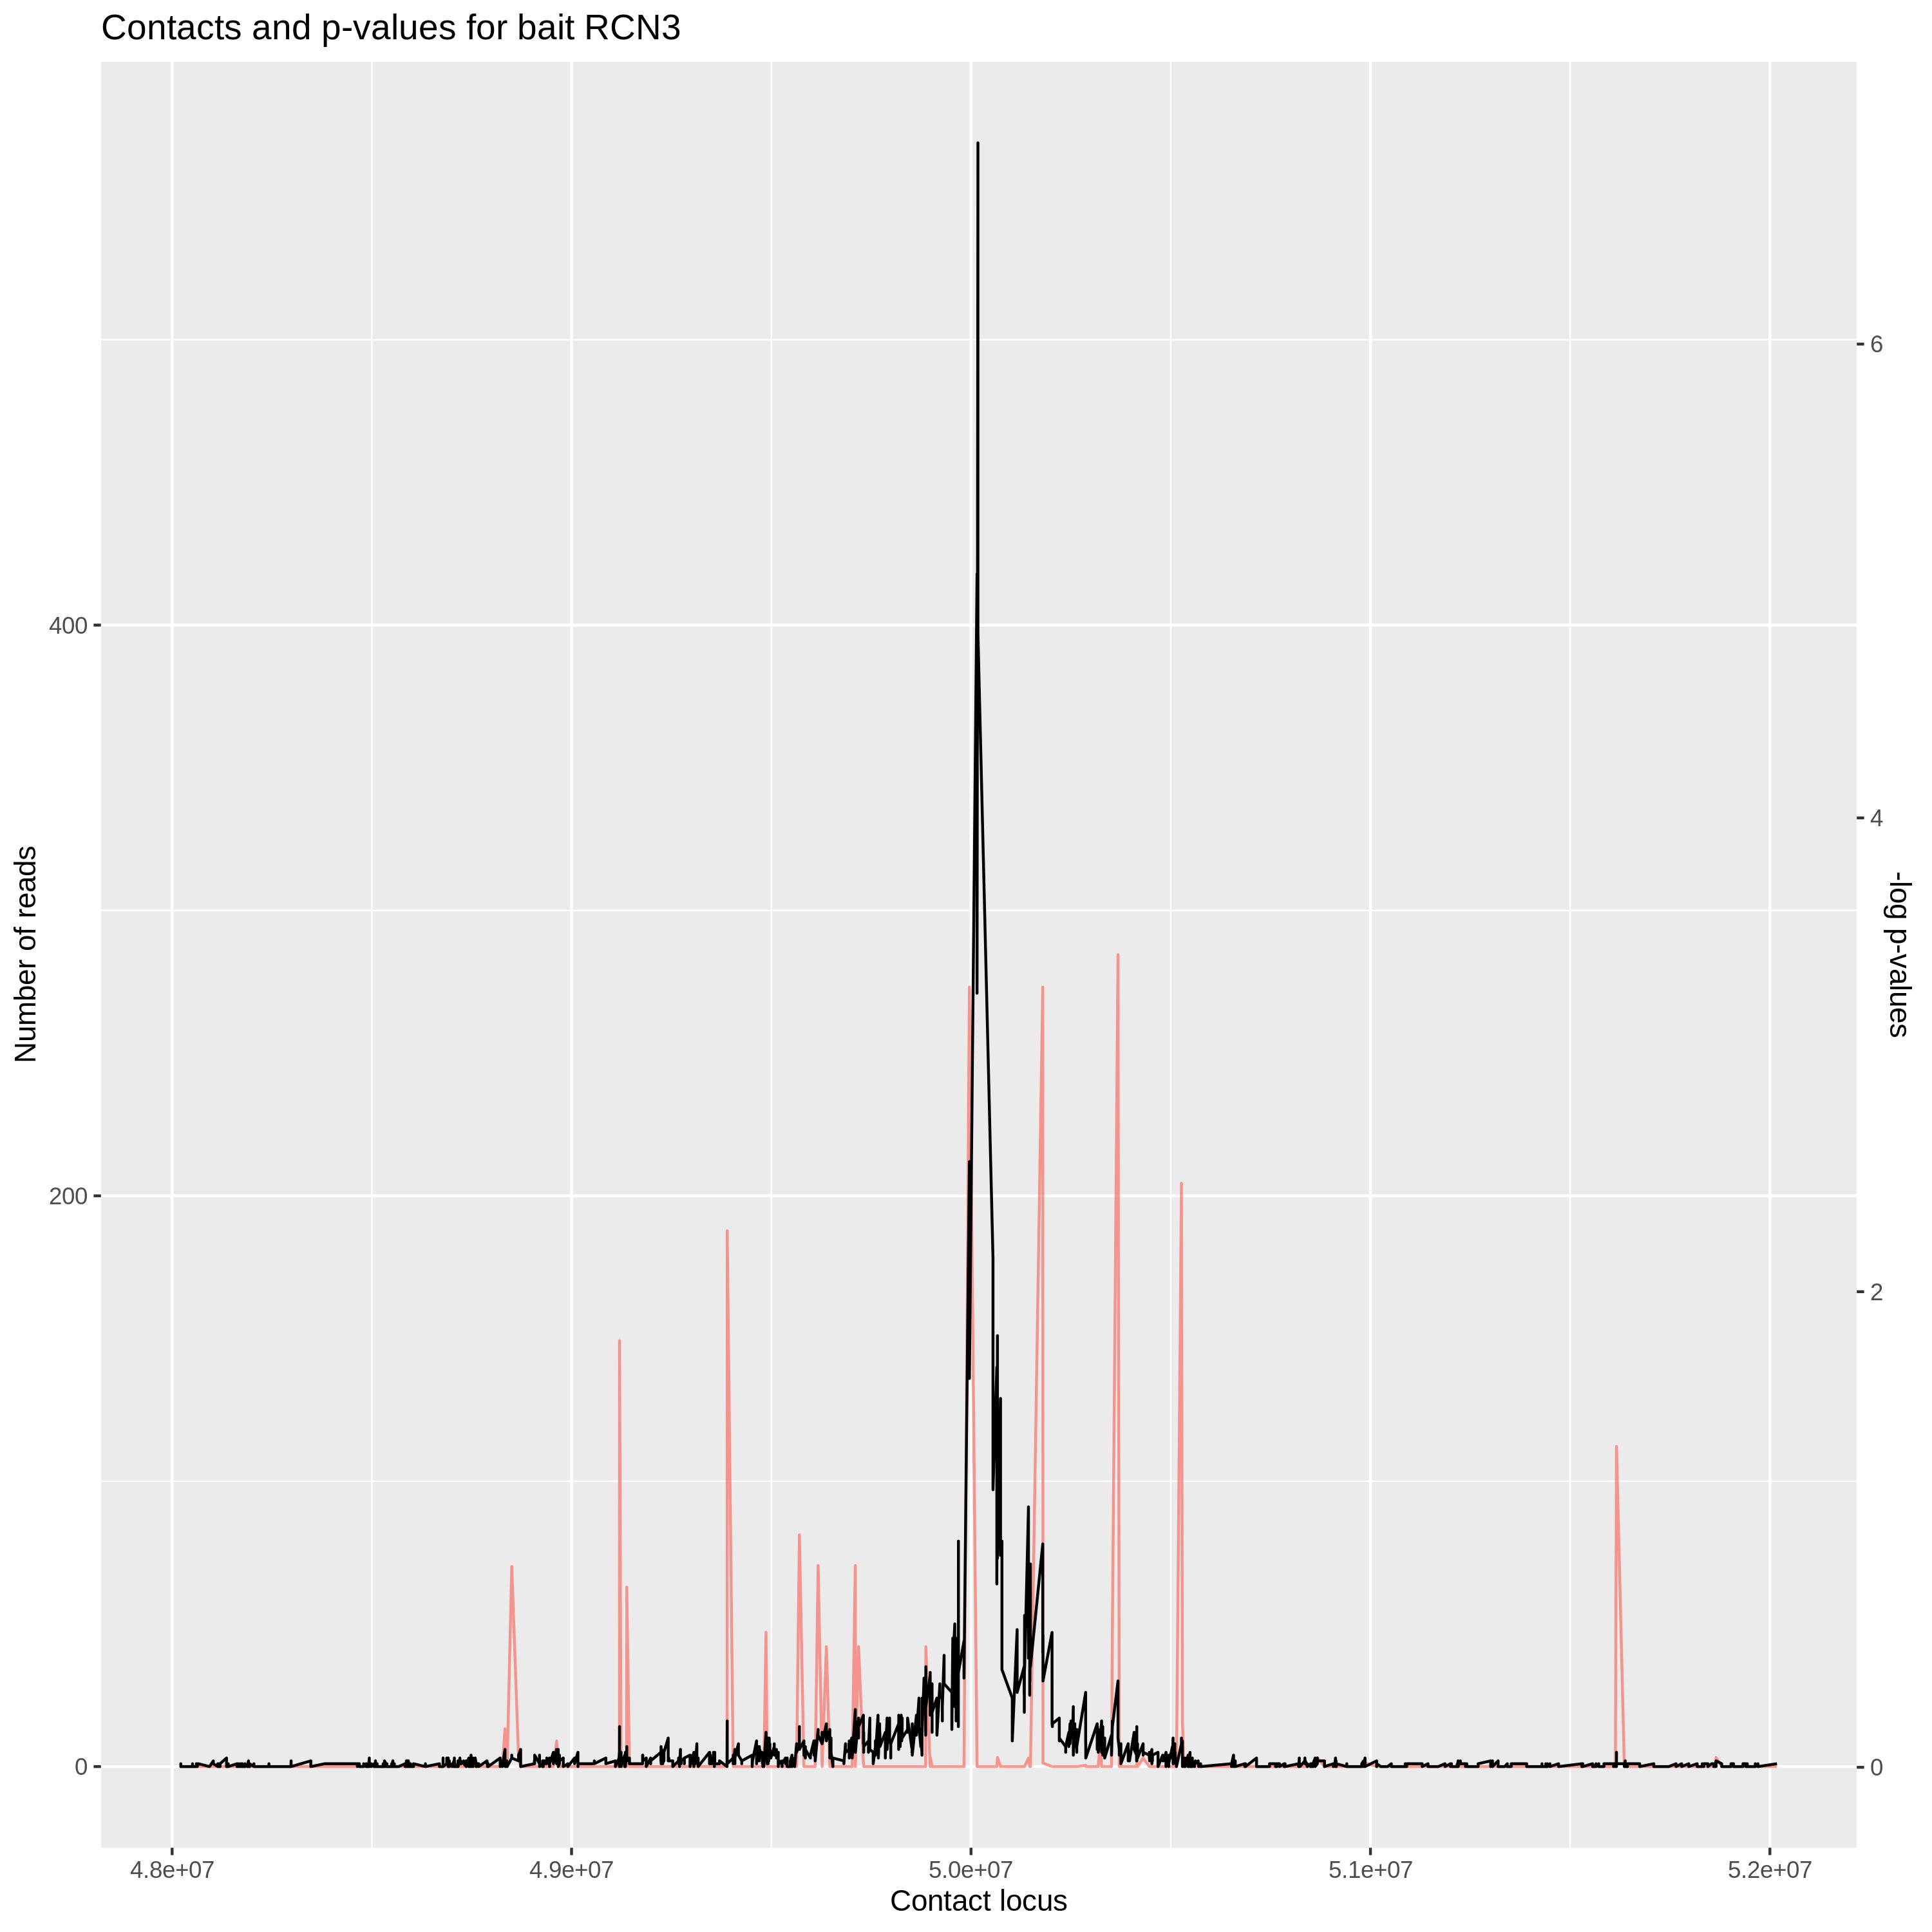 Contacts and p-values for bait RCN3
Number of reads
400
200
0
6
4
2
0
-log p-values
4.8e+07 4.9e+07 5.0e+07 5.1e+07 5.2e+07
Contact locus